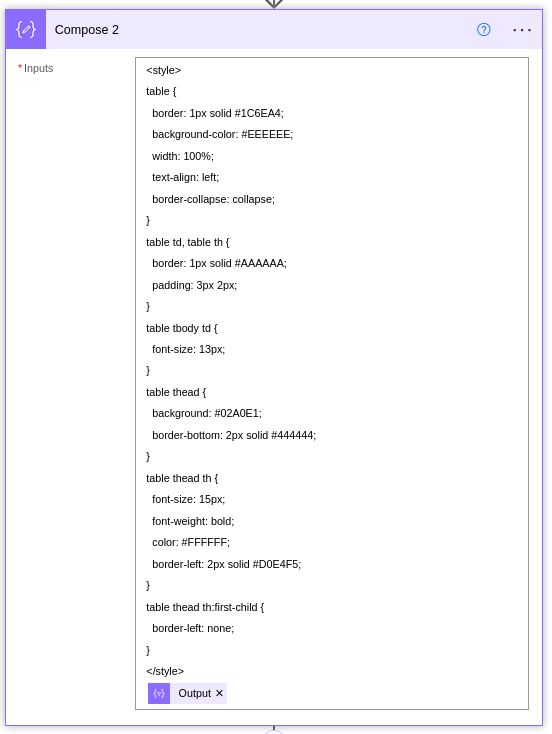 Compose 2
?
* Inputs
<style>
table {
border: 1px solid #1C6EA4;
background-color: #EEEEEE;
width: 100%;
text-align: left;
border-collapse: collapse;
}
table td, table th {
border: 1px solid #AAAAAA;
padding: 3px 2px;
}
table tbody td {
font-size: 13px;
}
table thead {
background: #02A0E1;
border-bottom: 2px solid #444444;
}
table thead th {
font-size: 15px;
font-weight: bold;
color: #FFFFFF;
border-left: 2px solid #D0E4F5;
}
table thead th:first-child {
border-left: none;
}
</style>
Output